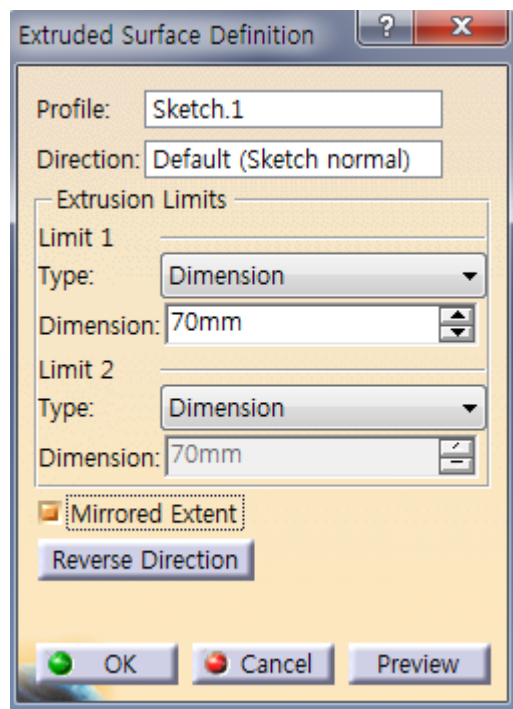 Extruded Surface Definition ? X
Profile: Sketch.1
Direction: Default (Sketch normal)
Extrusion Limits
Limit 1
Type: Dimension
Dimension: 70mm
Limit 2
Type: Dimension
Dimension: 70mm
Mirrored Extent
Reverse Direction
OK Cancel Preview